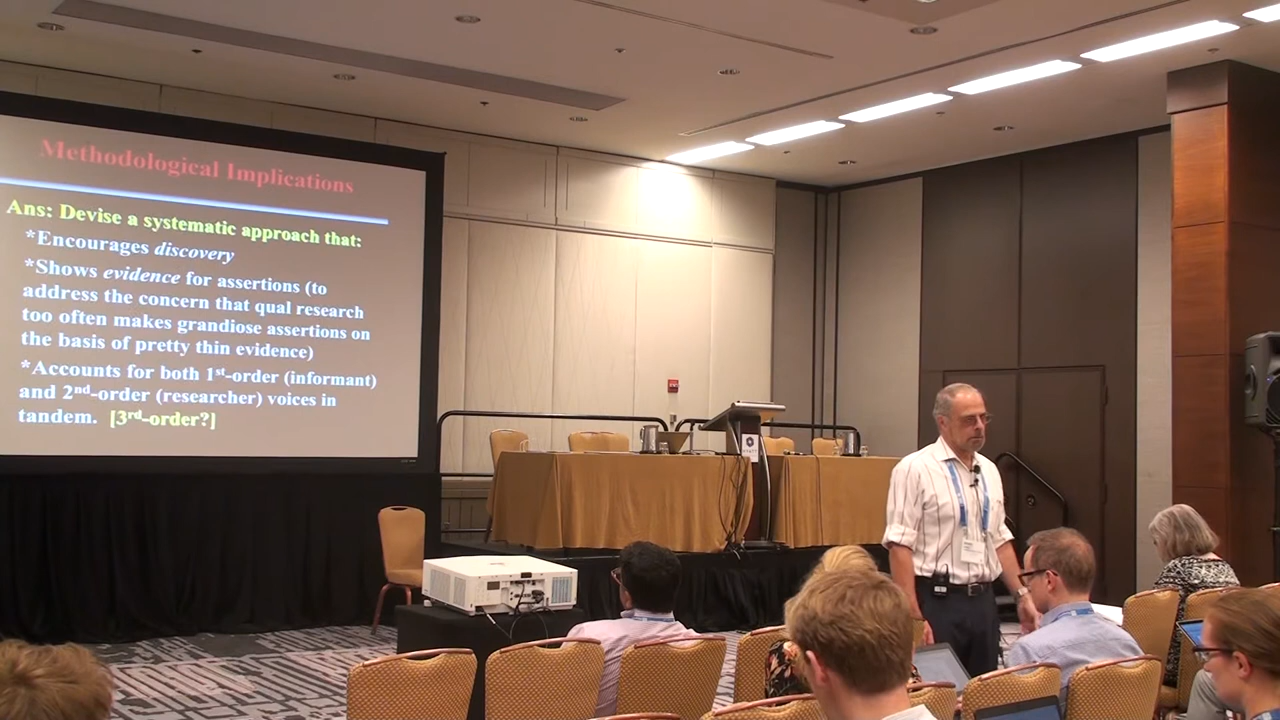 Methodological Implications
Ans: Devise a systematic approach that:
*Encourages discovery
*Shows evidence for assertions (to
address the concern that qual research
too often makes grandiose assertions on
the basis of pretty thin evidence)
*Accounts for both 1st-order (informant)
and 2nd-order (researcher) voices in
tandem. [3rd-order?]
HYATT